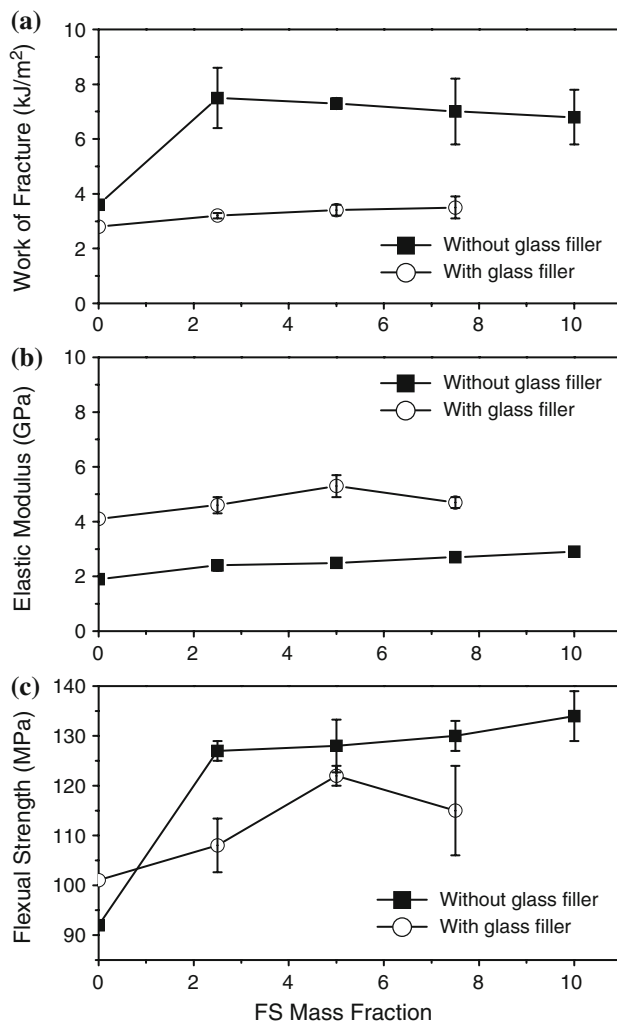 (a)
10
8
6
4
2
0
Work of Fracture (kJ/m²)
Without glass filler
With glass filler
0 2 4 6 8 10
(b)
10
8
6
4
2
0
Elastic Modulus (GPa)
Without glass filler
With glass filler
0 2 4 6 8 10
(c)
140
130
120
110
100
90
Flexual Strength (MPa)
Without glass filler
With glass filler
0 2 4 6 8 10
FS Mass Fraction